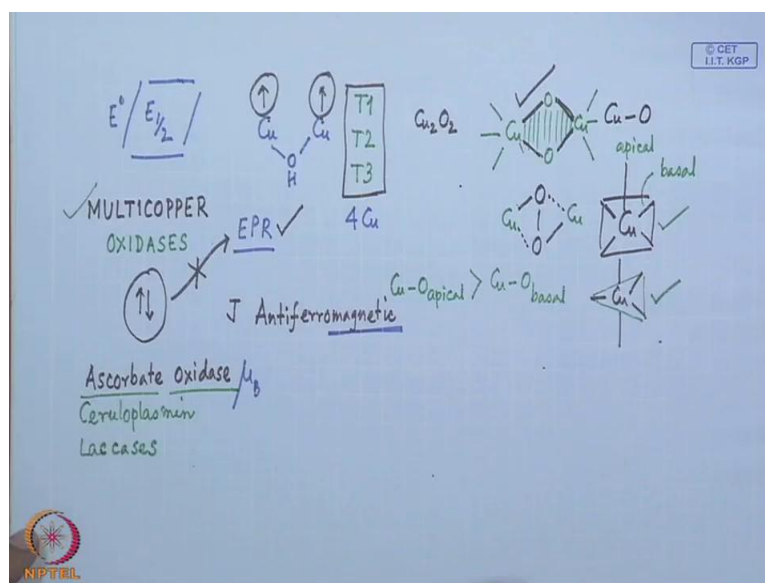 © CET
I.I.T. KGP
E° / E1/2 /
↑ ↑
Cu Cu
O
H
T1
T2
T3
4 Cu
Cu2O2
O
Cu Cu
O
Cu-O
apical
basal
O
Cu Cu
O
Cu
Cu
✓MULTICOPPER
OXIDASES
EPR ✓
↑↓
J Antiferromagnetic
Cu-Oapical > Cu-Obasal
Ascorbate Oxidase / μB
Ceruloplasmin
Laccases
NPTEL